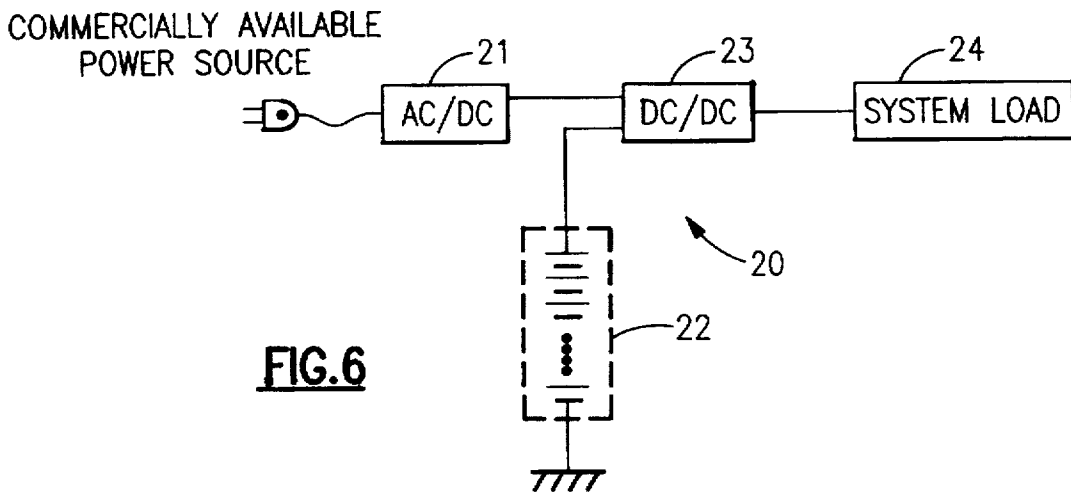 COMMERCIALLY AVAILABLE
POWER SOURCE
21
23
24
AC/DC
DC/DC
SYSTEM LOAD
20
22
FIG.6